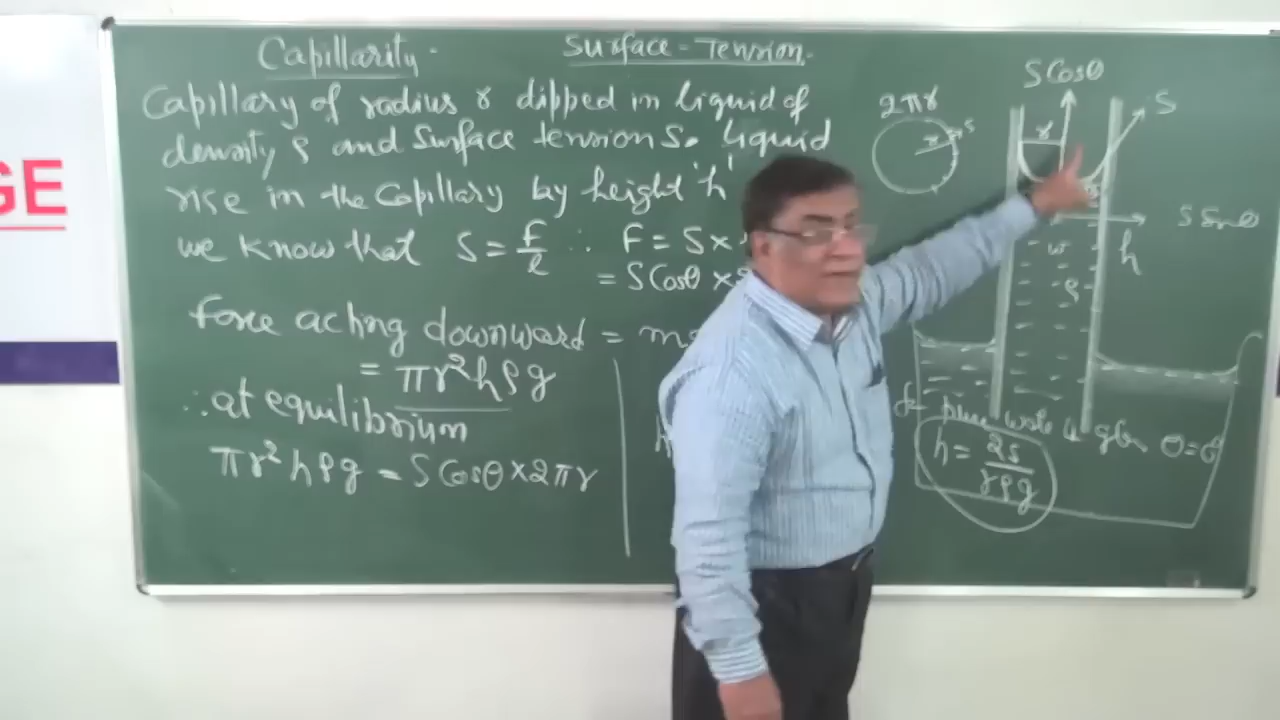 GE
Capillarity.
Surface-Tension.
Capillary of radius r dipped in liquid of
density ρ and Surface tension S. Liquid
rise in the Capillary by height 'h'
we know that S = F/l ∴ F = S×
= S Cosθ ×2
Force acting downward = mg
= πr²hρg
∴ at equilibrium
πr²hρg = S Cosθ × 2πr
h
2πr
r
S
S Cosθ
S
r
θ
S Sinθ
h
ρ
pure θ=0°
h = 2s/rρg